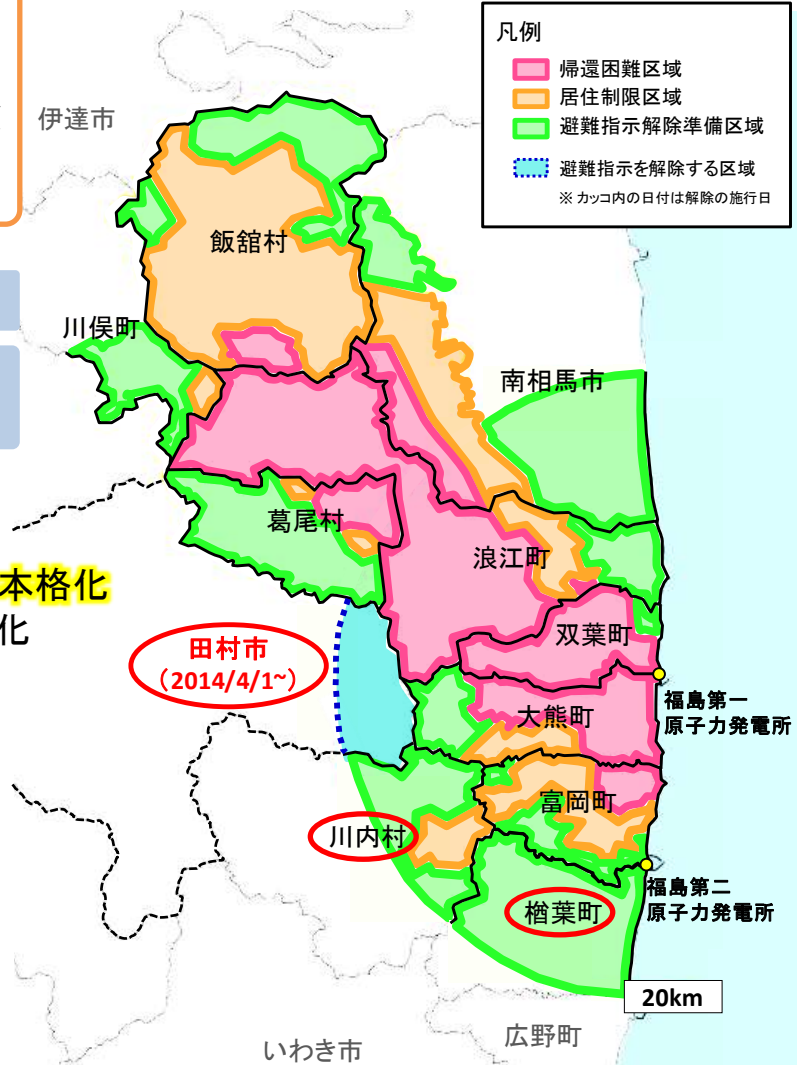 凡例
帰還困難区域
居住制限区域
避難指示解除準備区域
避難指示を解除する区域
※ カッコ内の日付は解除の施行日
伊達市
飯舘村
川俣町
南相馬市
葛尾村
浪江町
本格化
化
田村市
（2014/4/1~）
双葉町
福島第一
原子力発電所
大熊町
富岡町
川内村
福島第二
原子力発電所
楢葉町
20km
広野町
いわき市